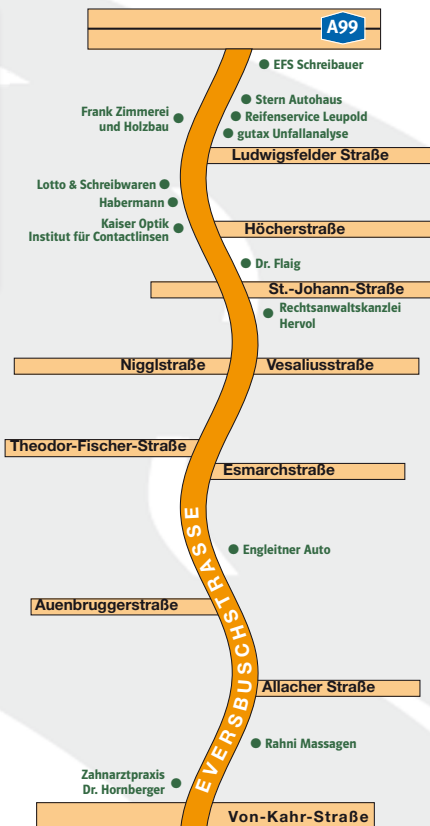 A99
EFS Schreibauer
Stern Autohaus
Frank Zimmerei
und Holzbau
Reifenservice Leupold
gutax Unfallanalyse
Ludwigsfelder Straße
Lotto & Schreibwaren
Habermann
Kaiser Optik
Institut für Contactlinsen
Höcherstraße
Dr. Flaig
St.-Johann-Straße
Rechtsanwaltskanzlei
Hervol
Nigglstraße
Vesaliusstraße
Theodor-Fischer-Straße
Esmarchstraße
EVERSBUSCHSTRASSE
Engleitner Auto
Auenbruggerstraße
Allacher Straße
Rahni Massagen
Zahnarztpraxis
Dr. Hornberger
Von-Kahr-Straße